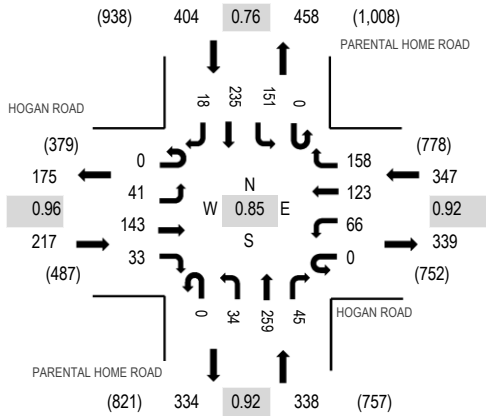 (938) 404 0.76 458 (1,008)
PARENTAL HOME ROAD
HOGAN ROAD
18 235 151 0
(379)
175
0.96
217
(487)
0
41
143
33
N
W 0.85 E
S
158
123
66
0
(778)
347
0.92
339
(752)
0 34 259 45
HOGAN ROAD
PARENTAL HOME ROAD
(821) 334 0.92 338 (757)